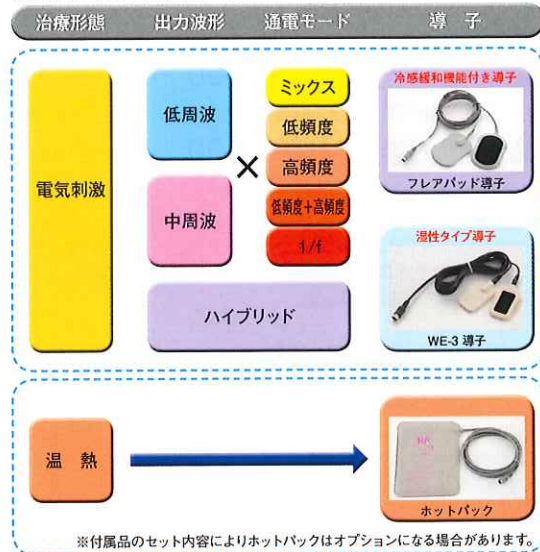 治療形態 出力波形 通電モード 導 子
電気刺激
低周波
中周波
×
ミックス
低頻度
高頻度
低頻度＋高頻度
1/f
ハイブリッド
冷感緩和機能付き導子
フレアパッド導子
湿性タイプ導子
WE-3 導子
温 熱
ホットパック
※付属品のセット内容によりホットパックはオプションになる場合があります。